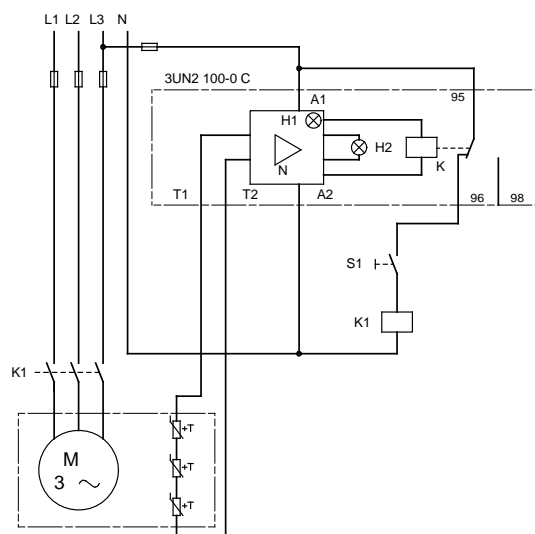 L1 L2 L3 N
3UN2 100-0 C
A1 95
H1
H2
N K
T1 T2 A2 96 98
S1
K1
K1
+T
M
3 ~
+T
+T